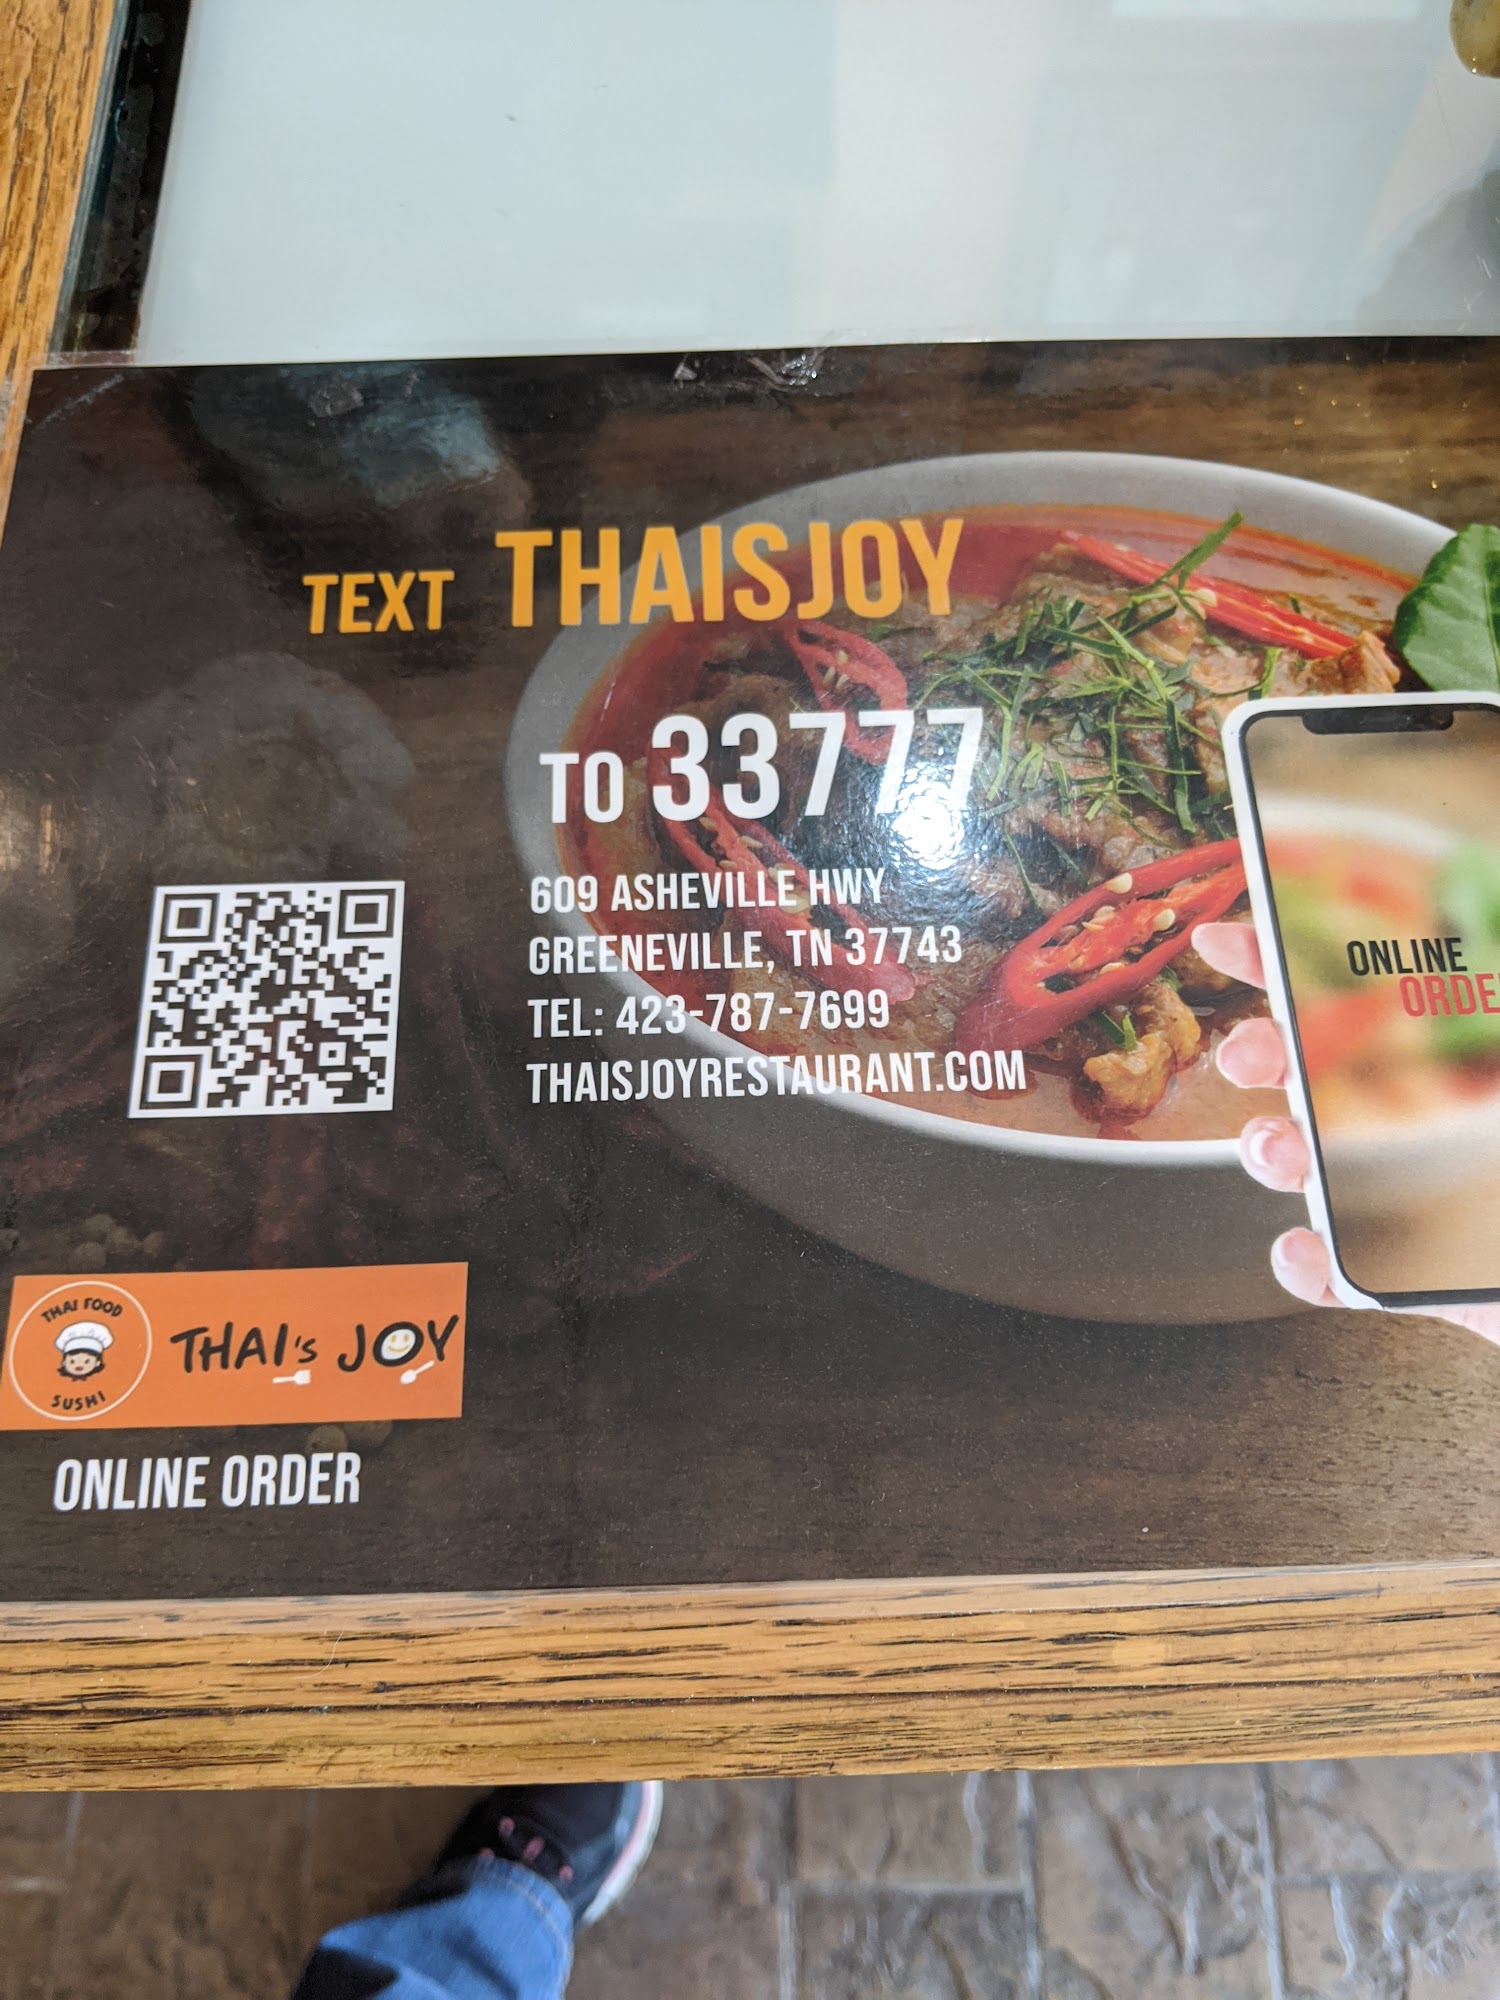 TEXT THAISJOY
TO 33777
609 ASHEVILLE HWY
GREENEVILLE, TN 37743
TEL: 423-787-7699
THAISJOYRESTAURANT.COM
ONLINE
ORDE
THAI FOOD
SUSHI
THAI's JOY
ONLINE ORDER